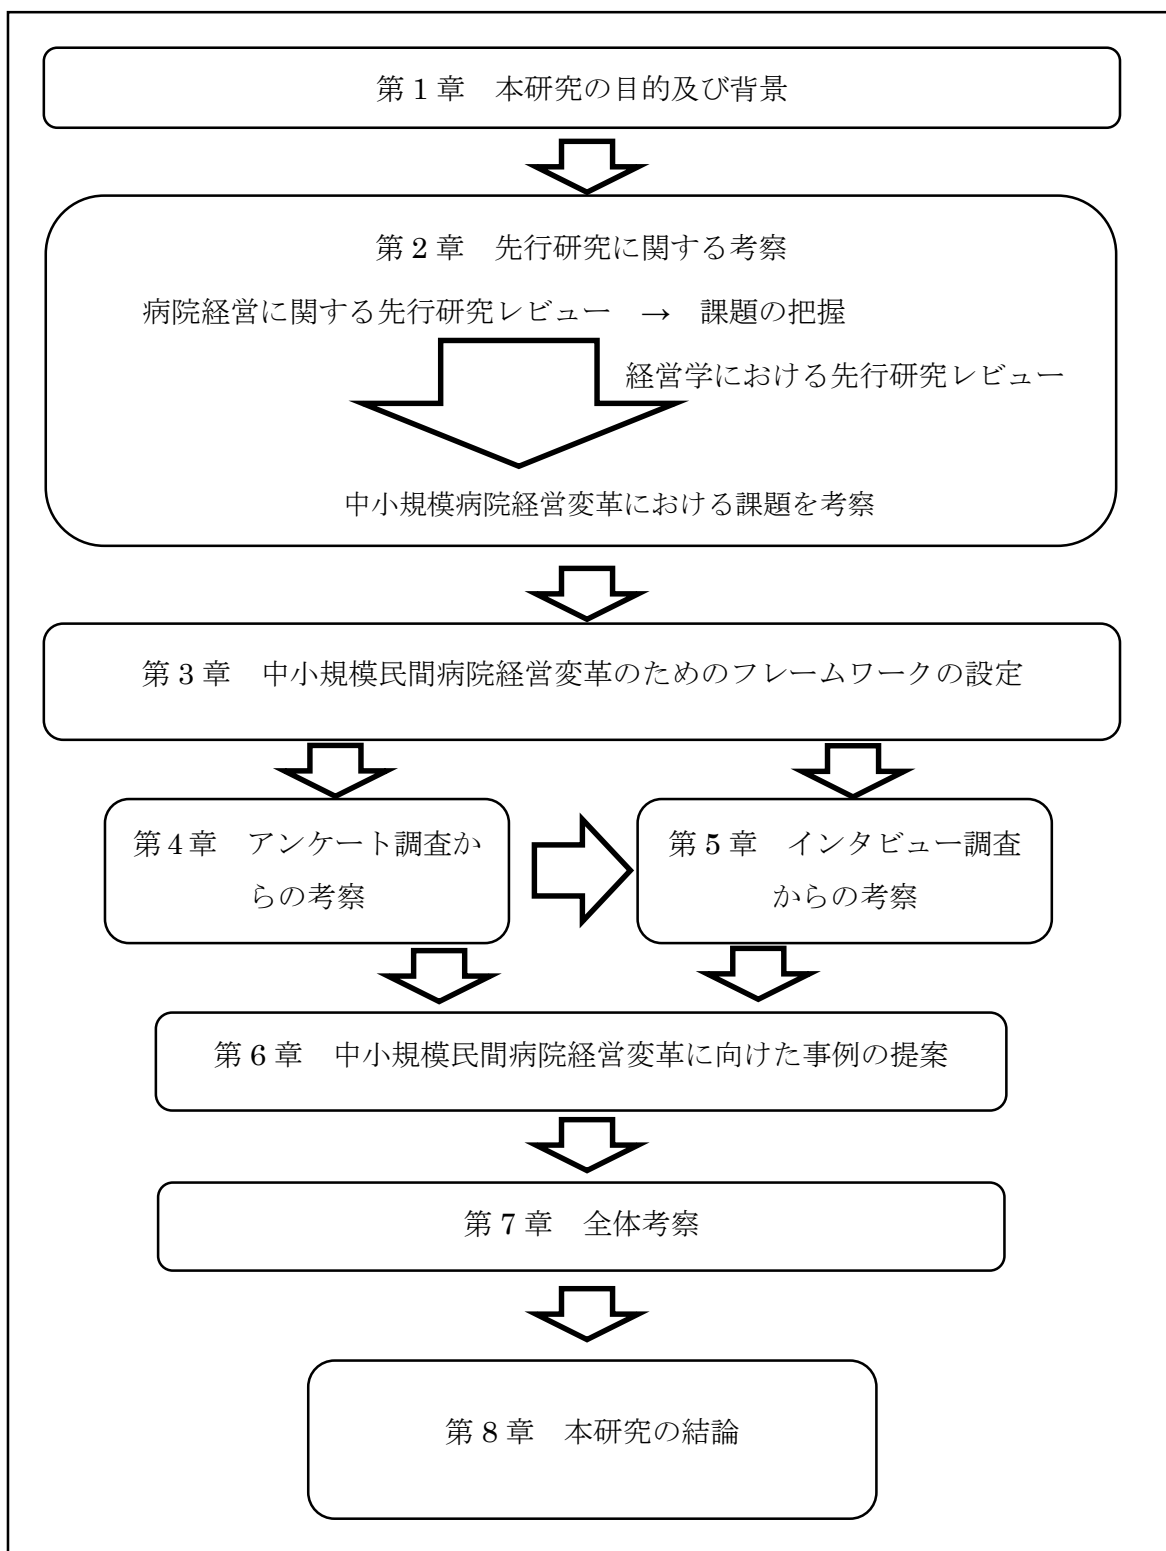 第1章　本研究の目的及び背景
第2章　先行研究に関する考察
病院経営に関する先行研究レビュー　→　課題の把握
経営学における先行研究レビュー
中小規模病院経営変革における課題を考察
第3章　中小規模民間病院経営変革のためのフレームワークの設定
第4章　アンケート調査か
らの考察
第5章　インタビュー調査
からの考察
第6章　中小規模民間病院経営変革に向けた事例の提案
第7章　全体考察
第8章　本研究の結論